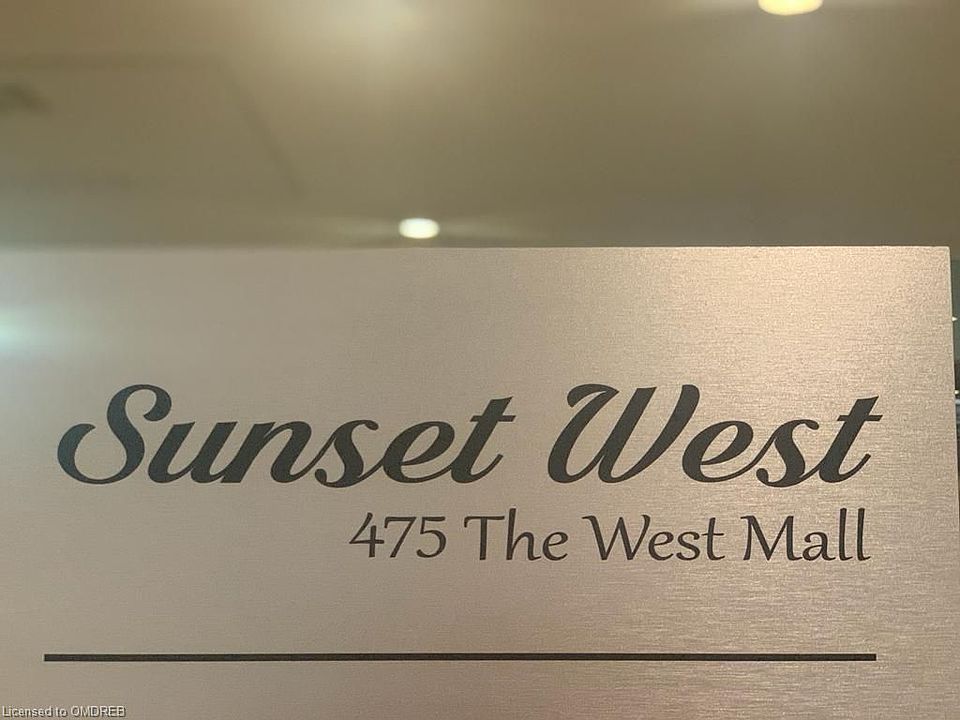 Sunset West
475 The West Mall
Licensed to OMDREB